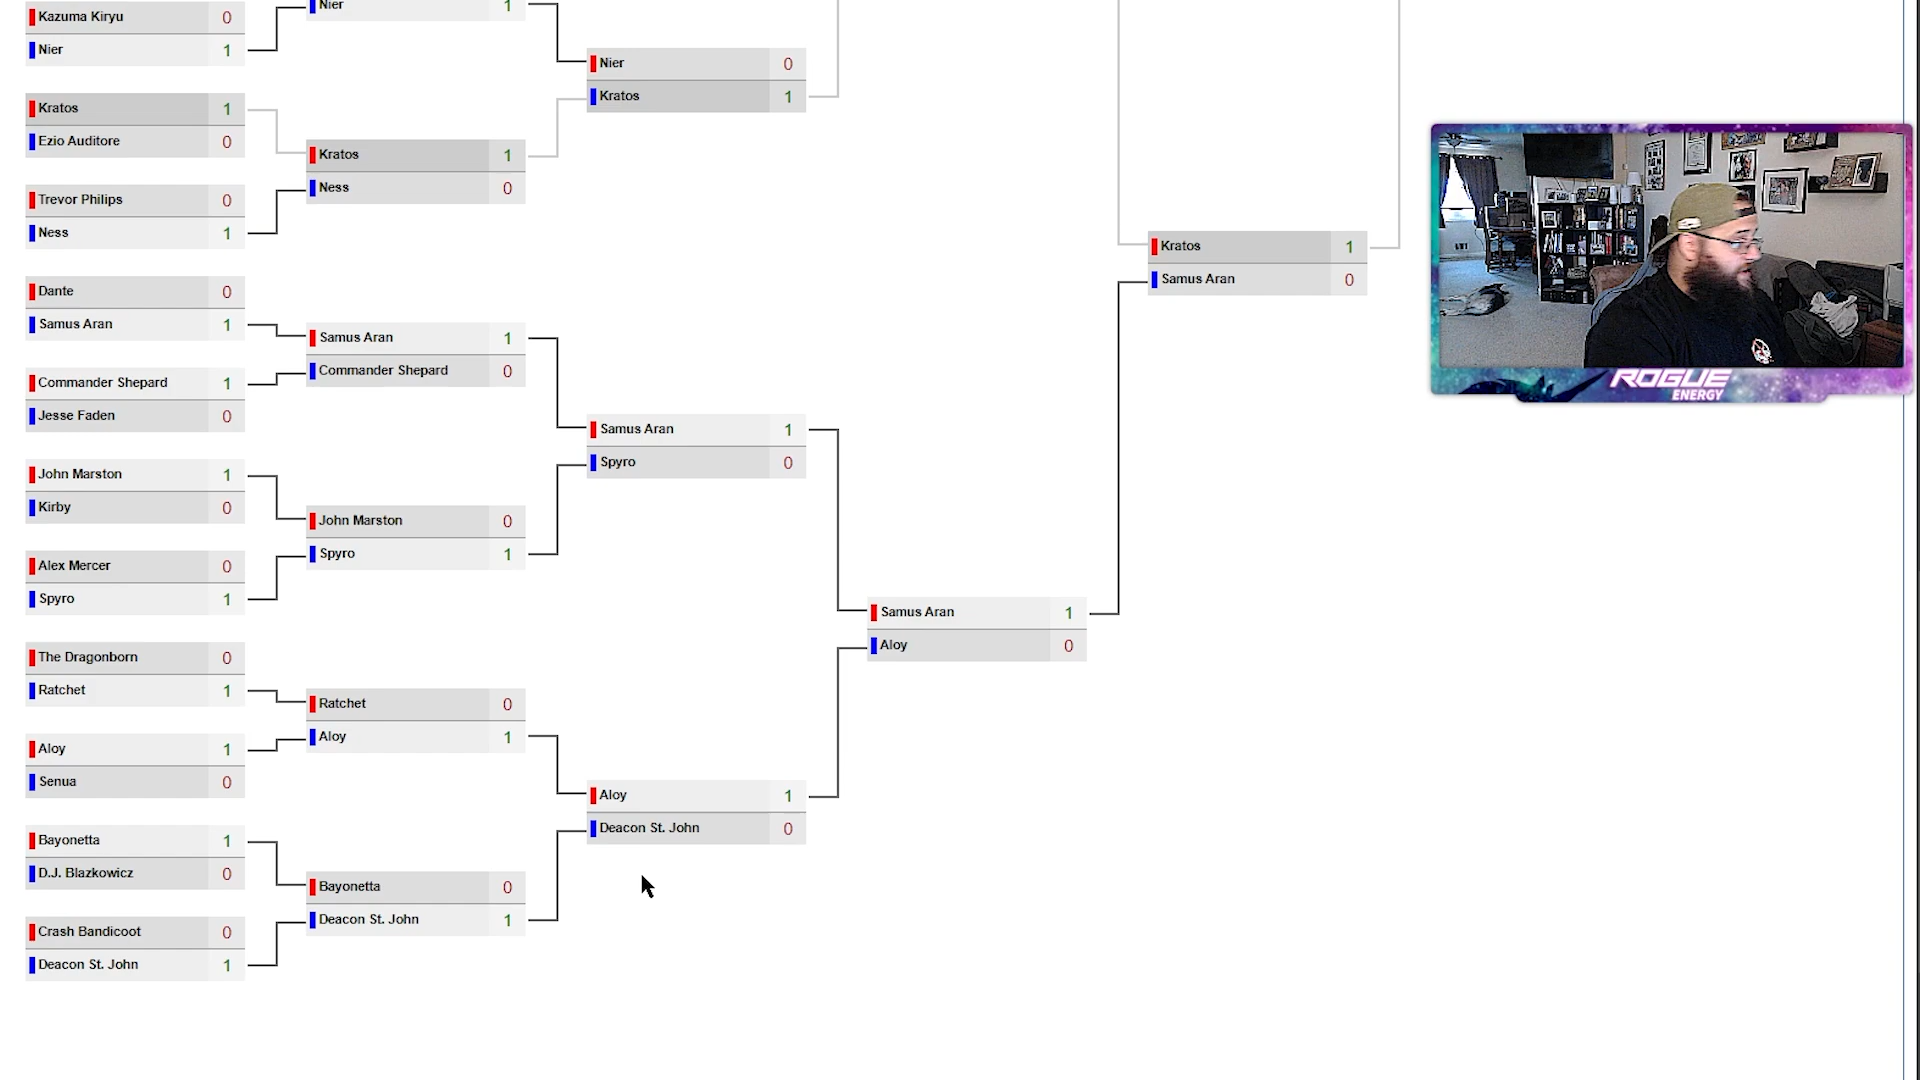 Kazuma Kiryu 0
Nier 1
Kratos 1
Ezio Auditore 0
Trevor Philips 0
Ness 1
Dante 0
Samus Aran 1
Commander Shepard 1
Jesse Faden 0
John Marston 1
Kirby 0
Alex Mercer 0
Spyro 1
The Dragonborn 0
Ratchet 1
Aloy 1
Senua 0
Bayonetta 1
D.J. Blazkowicz 0
Crash Bandicoot 0
Deacon St. John 1
Nier 1
Kratos 1
Ness 0
Samus Aran 1
Commander Shepard 0
John Marston 0
Spyro 1
Ratchet 0
Aloy 1
Bayonetta 0
Deacon St. John 1
Nier 0
Kratos 1
Samus Aran 1
Spyro 0
Aloy 1
Deacon St. John 0
Samus Aran 1
Aloy 0
Kratos 1
Samus Aran 0
ROGUE
ENERGY